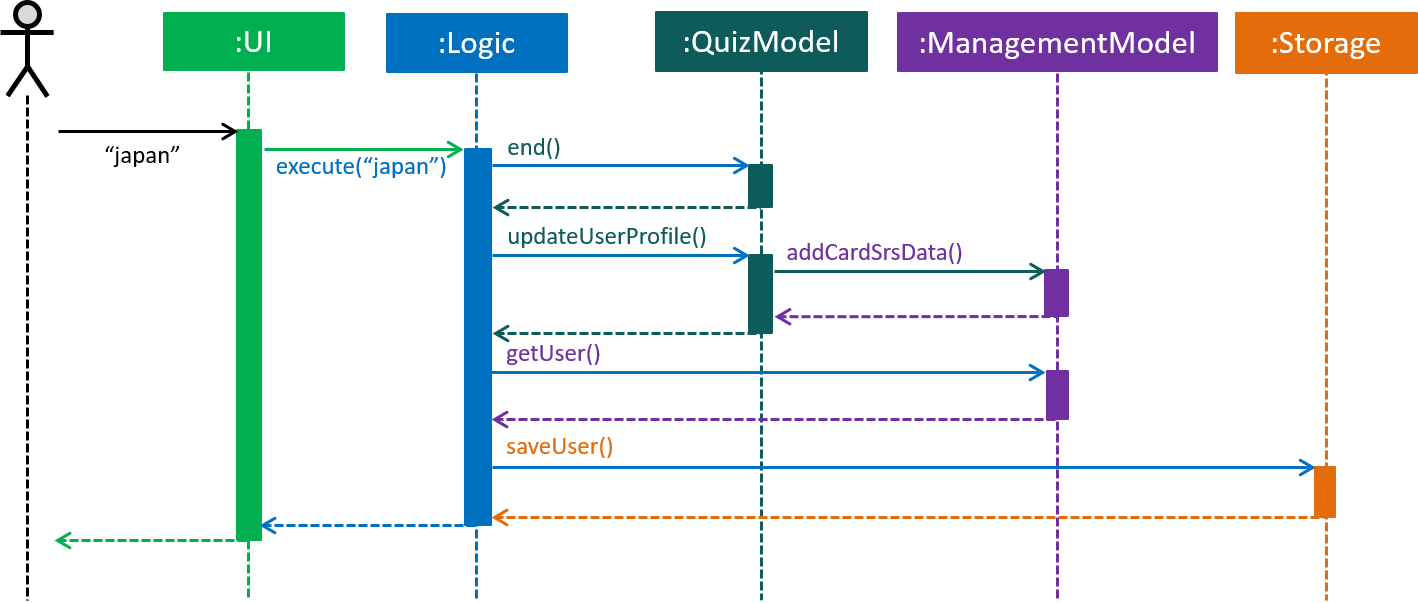 :UI
:Logic
:QuizModel
:ManagementModel
:Storage
“japan”
execute(“japan”)
end()
updateUserProfile()
addCardSrsData()
getUser()
saveUser()